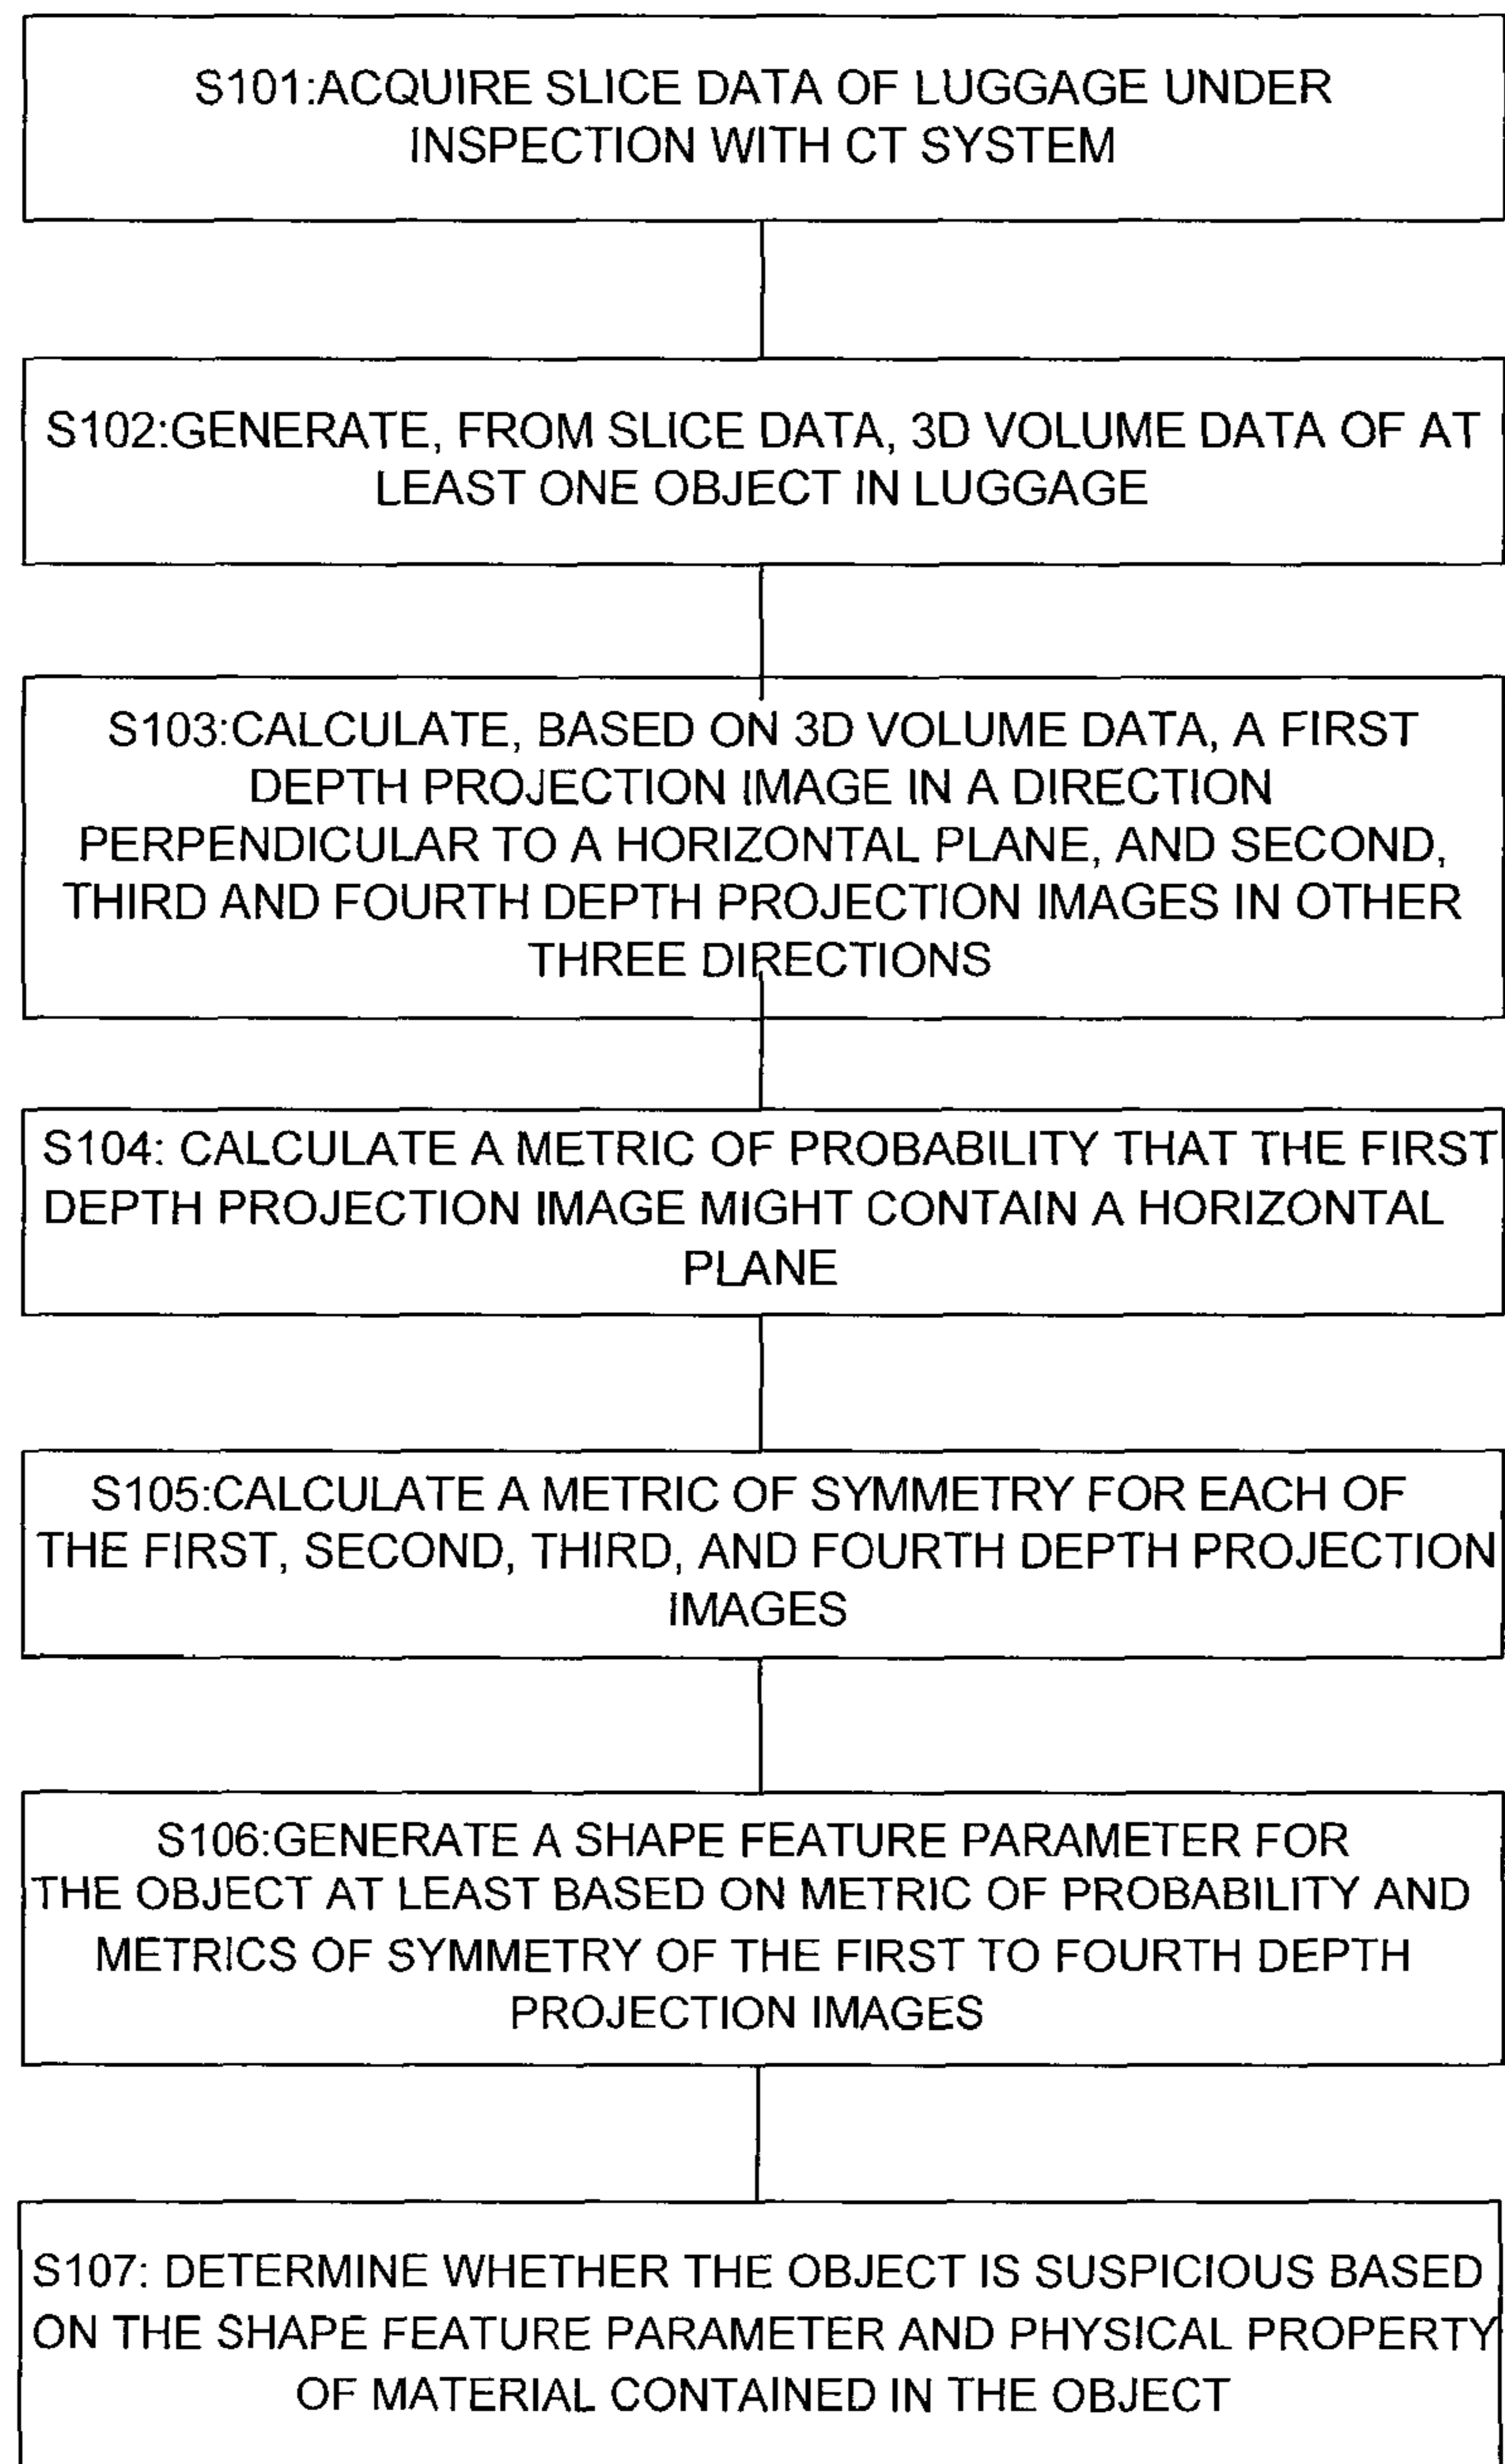 S101:ACQUIRE SLICE DATA OF LUGGAGE UNDER
INSPECTION WITH CT SYSTEM
S102:GENERATE, FROM SLICE DATA, 3D VOLUME DATA OF AT
LEAST ONE OBJECT IN LUGGAGE
S103:CALCULATE, BASED ON 3D VOLUME DATA, A FIRST
DEPTH PROJECTION IMAGE IN A DIRECTION
PERPENDICULAR TO A HORIZONTAL PLANE, AND SECOND,
THIRD AND FOURTH DEPTH PROJECTION IMAGES IN OTHER
THREE DIRECTIONS
S104: CALCULATE A METRIC OF PROBABILITY THAT THE FIRST
DEPTH PROJECTION IMAGE MIGHT CONTAIN A HORIZONTAL
PLANE
S105:CALCULATE A METRIC OF SYMMETRY FOR EACH OF
THE FIRST, SECOND, THIRD, AND FOURTH DEPTH PROJECTION
IMAGES
S106:GENERATE A SHAPE FEATURE PARAMETER FOR
THE OBJECT AT LEAST BASED ON METRIC OF PROBABILITY AND
METRICS OF SYMMETRY OF THE FIRST TO FOURTH DEPTH
PROJECTION IMAGES
S107: DETERMINE WHETHER THE OBJECT IS SUSPICIOUS BASED
ON THE SHAPE FEATURE PARAMETER AND PHYSICAL PROPERTY
OF MATERIAL CONTAINED IN THE OBJECT